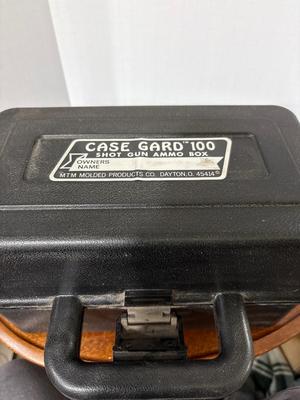 CASE GARD™ 100
SHOT GUN AMMO BOX
OWNERS
NAME
MTM MOLDED PRODUCTS CO. DAYTON, O. 45414®